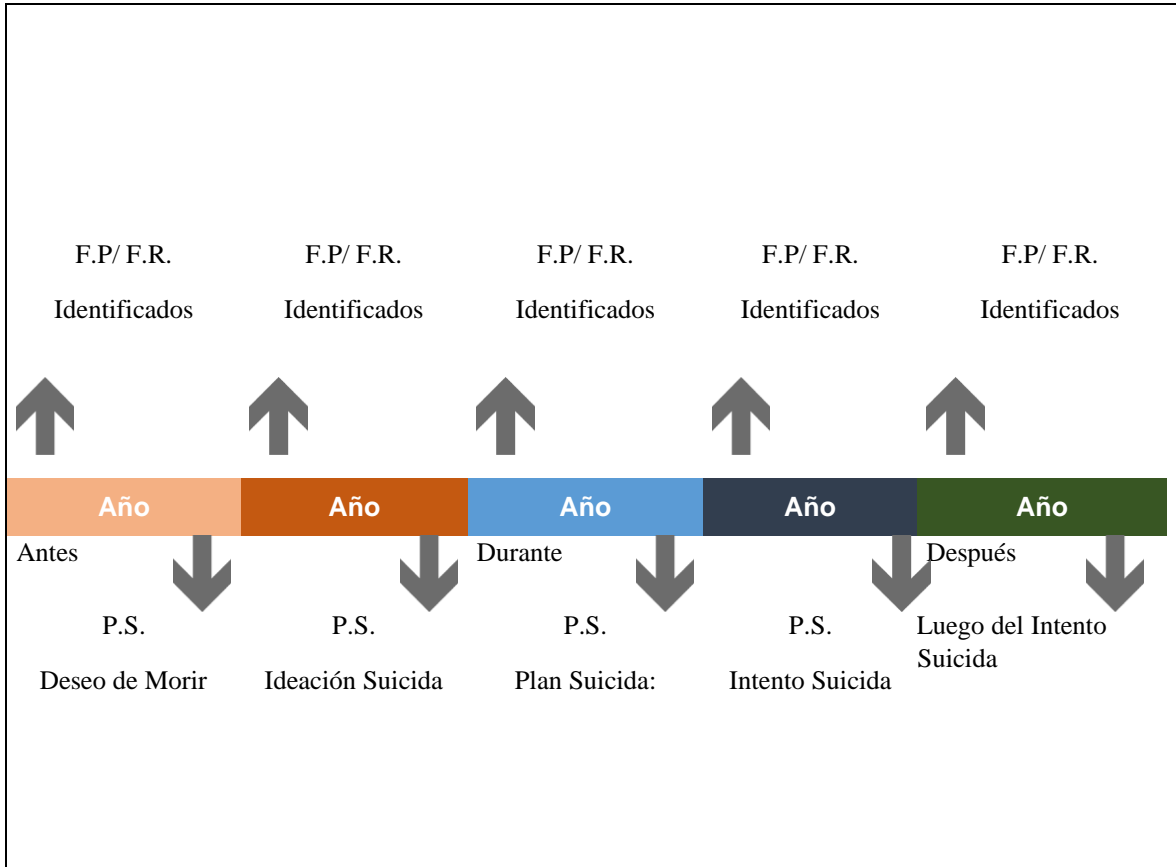 F.P/ F.R.
Identificados
F.P/ F.R.
Identificados
F.P/ F.R.
Identificados
F.P/ F.R.
Identificados
F.P/ F.R.
Identificados
Año
Año
Año
Año
Año
Antes
Durante
Después
P.S.
Deseo de Morir
P.S.
Ideación Suicida
P.S.
Plan Suicida:
P.S.
Intento Suicida
Luego del Intento
Suicida